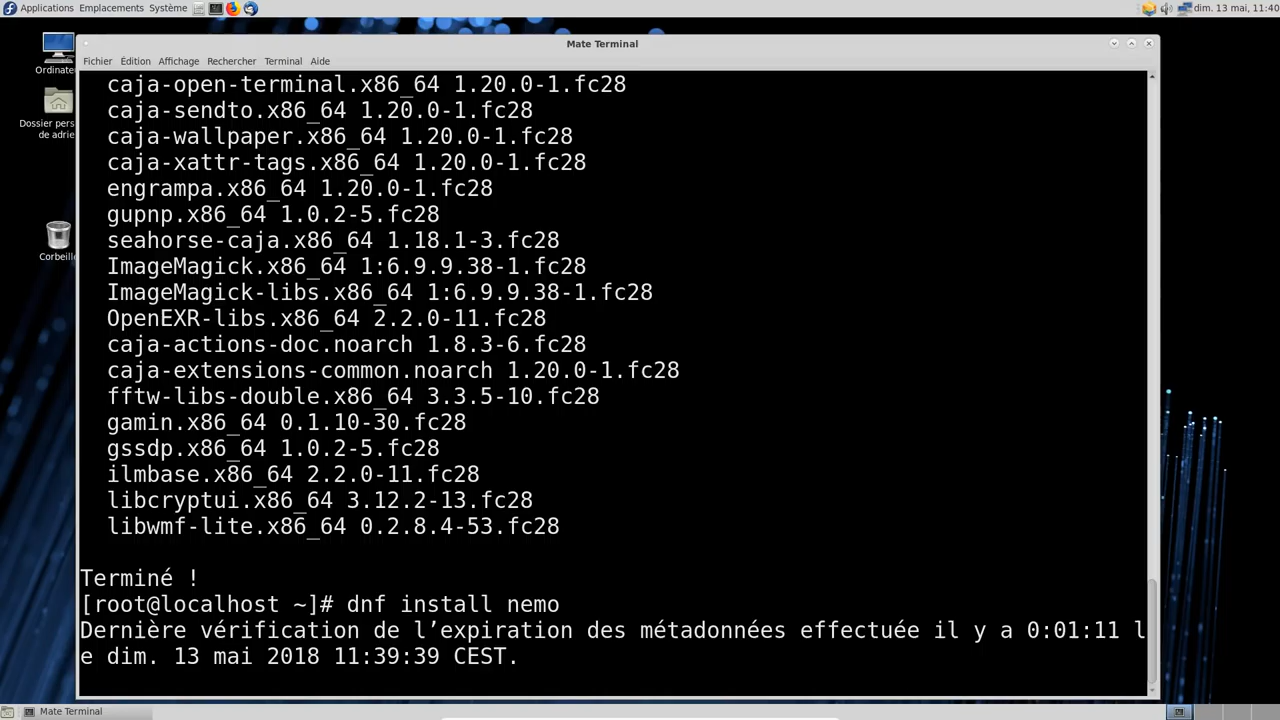 Applications Emplacements Système
dim. 13 mai, 11:40
Mate Terminal
Fichier Édition Affichage Rechercher Terminal Aide
Ordinate
Dossier pers
de adrie
Corbeille
caja-open-terminal.x86_64 1.20.0-1.fc28
caja-sendto.x86_64 1.20.0-1.fc28
caja-wallpaper.x86_64 1.20.0-1.fc28
caja-xattr-tags.x86_64 1.20.0-1.fc28
engrampa.x86_64 1.20.0-1.fc28
gupnp.x86_64 1.0.2-5.fc28
seahorse-caja.x86_64 1.18.1-3.fc28
ImageMagick.x86_64 1:6.9.9.38-1.fc28
ImageMagick-libs.x86_64 1:6.9.9.38-1.fc28
OpenEXR-libs.x86_64 2.2.0-11.fc28
caja-actions-doc.noarch 1.8.3-6.fc28
caja-extensions-common.noarch 1.20.0-1.fc28
fftw-libs-double.x86_64 3.3.5-10.fc28
gamin.x86_64 0.1.10-30.fc28
gssdp.x86_64 1.0.2-5.fc28
ilmbase.x86_64 2.2.0-11.fc28
libcryptui.x86_64 3.12.2-13.fc28
libwmf-lite.x86_64 0.2.8.4-53.fc28
Terminé !
[root@localhost ~]# dnf install nemo
Dernière vérification de l’expiration des métadonnées effectuée il y a 0:01:11 l
e dim. 13 mai 2018 11:39:39 CEST.
Mate Terminal